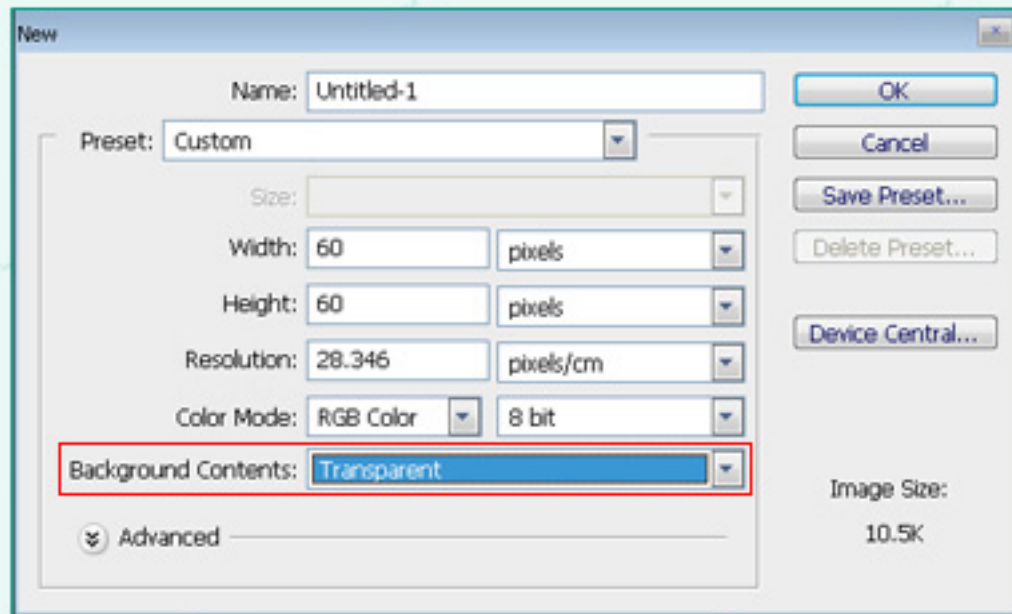 New
Name: Untitled-1
OK
Preset: Custom
Cancel
Size:
Save Preset...
Width: 60 pixels
Delete Preset...
Height: 60 pixels
Device Central...
Resolution: 28.346 pixels/cm
Color Mode: RGB Color 8 bit
Background Contents: Transparent
Image Size:
10.5K
Advanced